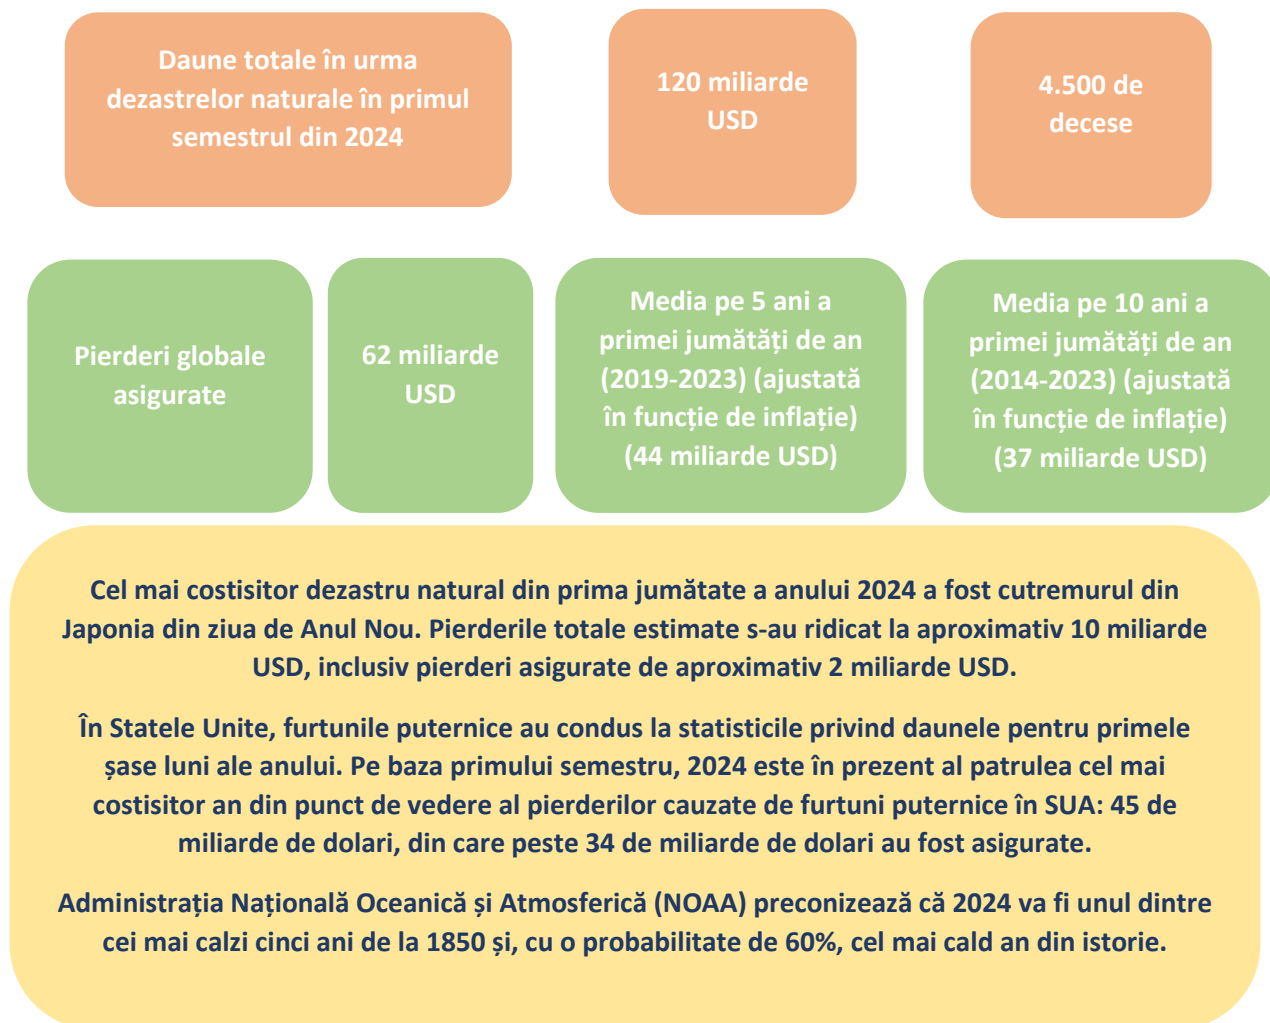 Daune totale în urma
dezastrelor naturale în primul
semestrul din 2024
120 miliarde
USD
4.500 de
decese
Pierderi globale
asigurate
62 miliarde
USD
Media pe 5 ani a
primei jumătăți de an
(2019-2023) (ajustată
în funcție de inflație)
(44 miliarde USD)
Media pe 10 ani a
primei jumătăți de an
(2014-2023) (ajustată
în funcție de inflație)
(37 miliarde USD)
Cel mai costisitor dezastru natural din prima jumătate a anului 2024 a fost cutremurul din
Japonia din ziua de Anul Nou. Pierderile totale estimate s-au ridicat la aproximativ 10 miliarde
USD, inclusiv pierderi asigurate de aproximativ 2 miliarde USD.
În Statele Unite, furtunile puternice au condus la statisticile privind daunele pentru primele
șase luni ale anului. Pe baza primului semestru, 2024 este în prezent al patrulea cel mai
costisitor an din punct de vedere al pierderilor cauzate de furtuni puternice în SUA: 45 de
miliarde de dolari, din care peste 34 de miliarde de dolari au fost asigurate.
Administrația Națională Oceanică și Atmosferică (NOAA) preconizează că 2024 va fi unul dintre
cei mai calzi cinci ani de la 1850 și, cu o probabilitate de 60%, cel mai cald an din istorie.